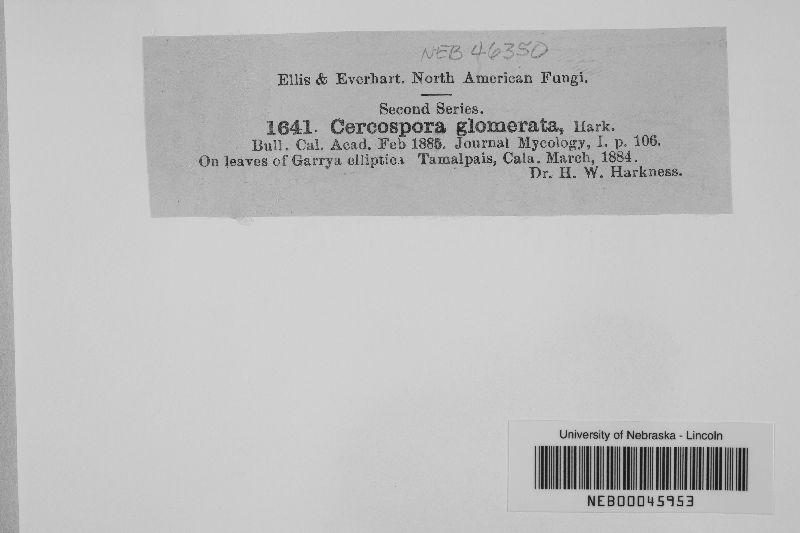 NEB 46350
Ellis & Everhart. North American Fungi.
Second Series.
1641. Cercospora glomerata, Hark.
Bull. Cal. Acad. Feb 1885. Journal Mycology, I. p. 106.
On leaves of Garrya elliptica Tamalpais, Cala. March, 1884.
Dr. H. W. Harkness.
University of Nebraska - Lincoln
NEB00045953